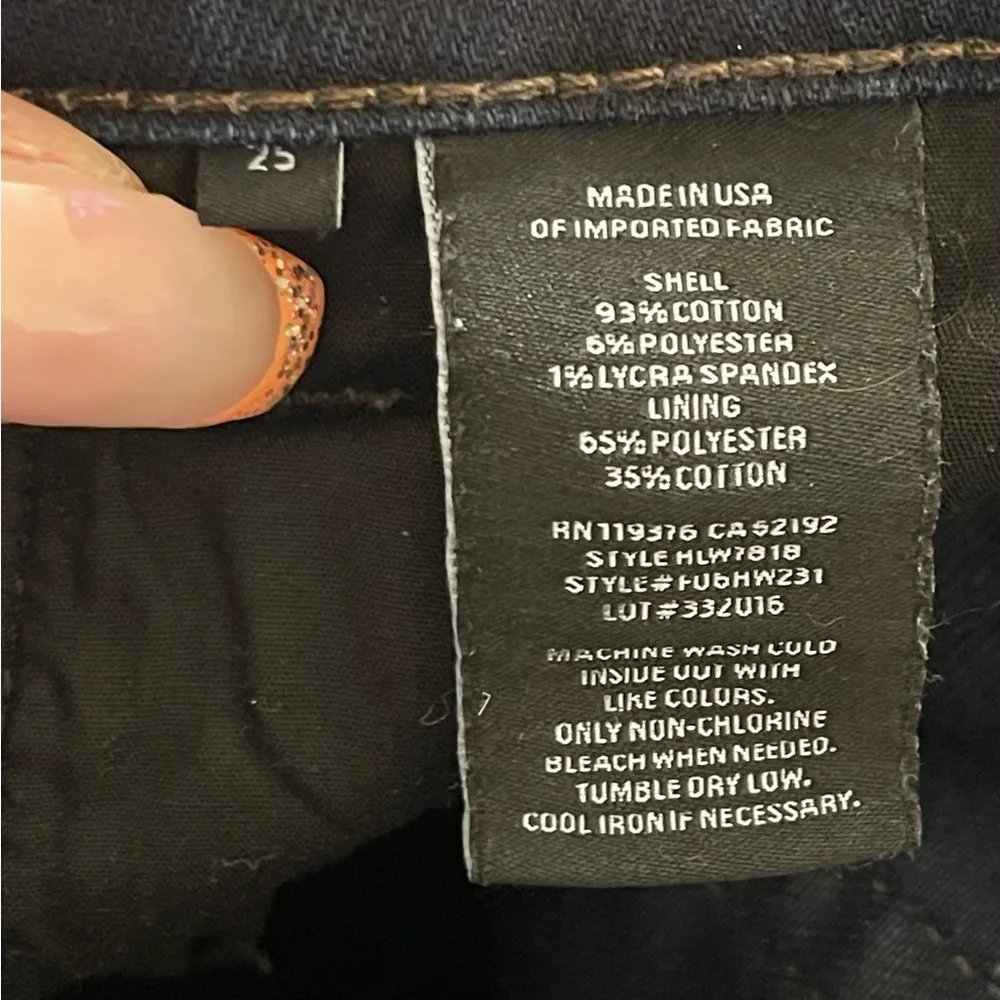 25
MADE IN USA
OF IMPORTED FABRIC
SHELL
93% COTTON
6% POLYESTER
1% LYCRA SPANDEX
LINING
65% POLYESTER
35% COTTON
RN 119376 CA 52192
STYLE HLW7818
STYLE# F06HW231
LOT# 332016
MACHINE WASH COLD
INSIDE OUT WITH
LIKE COLORS.
ONLY NON-CHLORINE
BLEACH WHEN NEEDED.
TUMBLE DRY LOW.
COOL IRON IF NECESSARY.